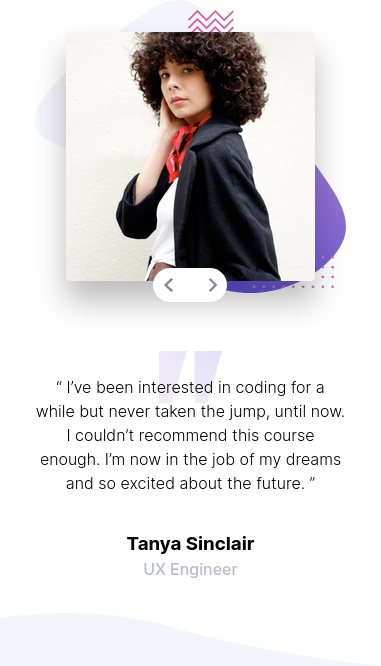 “ I’ve been interested in coding for a
while but never taken the jump, until now.
I couldn’t recommend this course
enough. I’m now in the job of my dreams
and so excited about the future. ”
Tanya Sinclair
UX Engineer